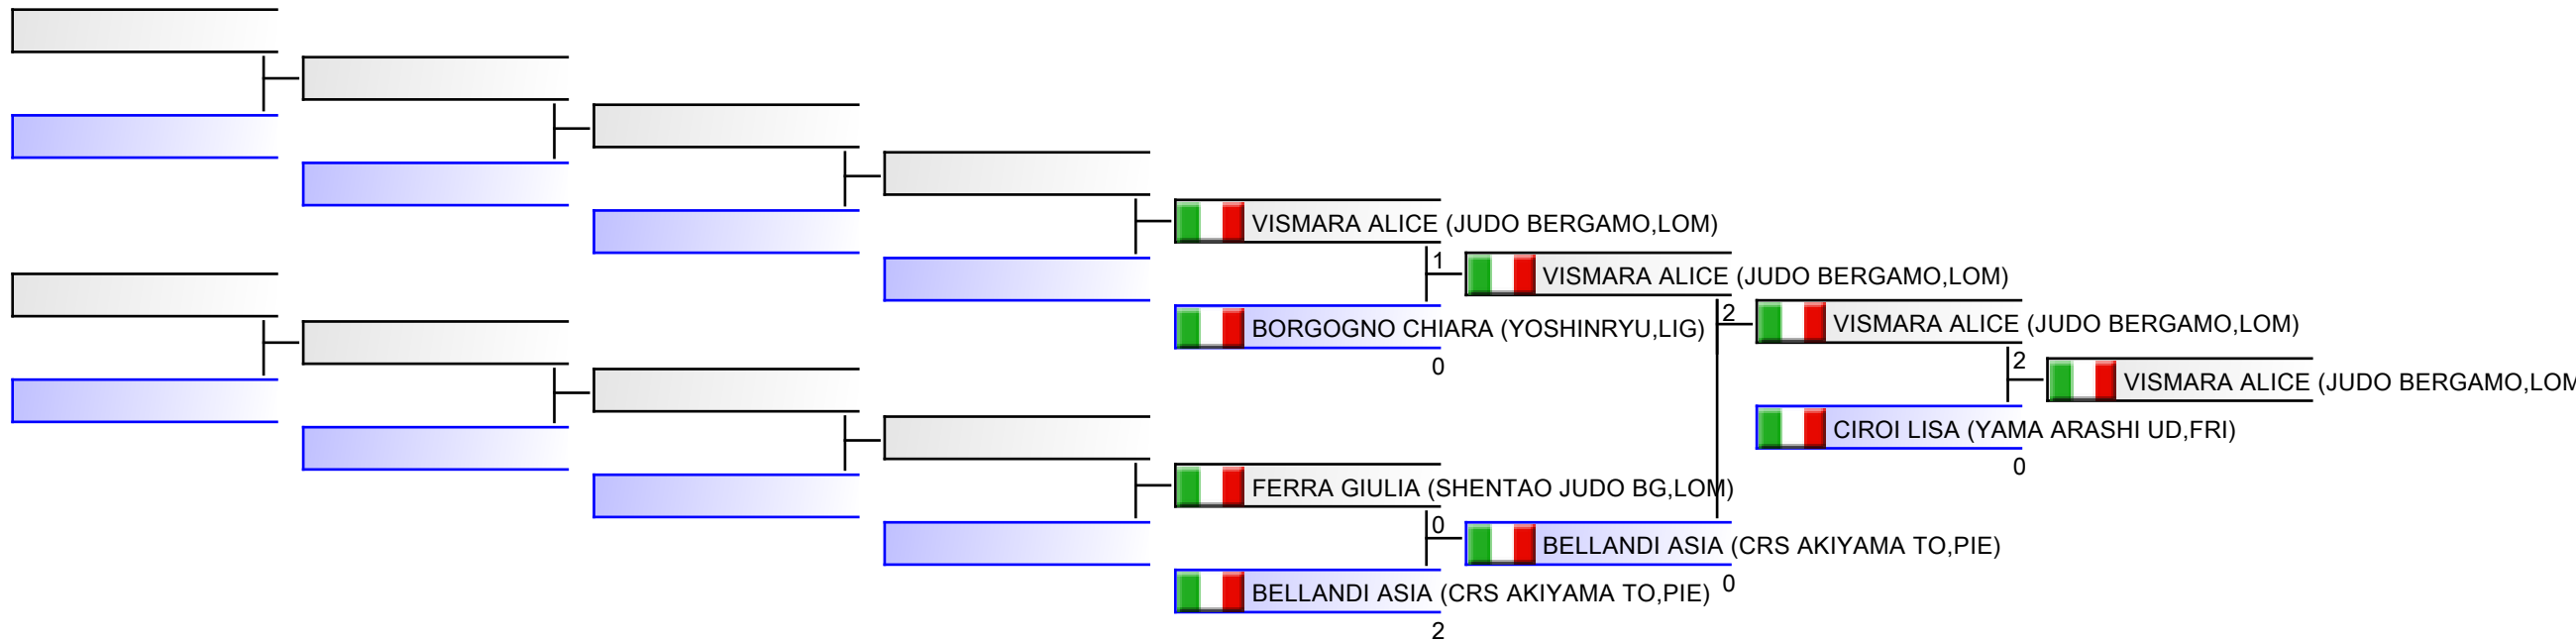 VISMARA ALICE (JUDO BERGAMO,LOM)
1
VISMARA ALICE (JUDO BERGAMO,LOM)
BORGOGNO CHIARA (YOSHINRYU,LIG)
0
2
VISMARA ALICE (JUDO BERGAMO,LOM)
2
VISMARA ALICE (JUDO BERGAMO,LOM
CIROI LISA (YAMA ARASHI UD,FRI)
0
FERRA GIULIA (SHENTAO JUDO BG,LOM)
0
BELLANDI ASIA (CRS AKIYAMA TO,PIE)
0
BELLANDI ASIA (CRS AKIYAMA TO,PIE)
2